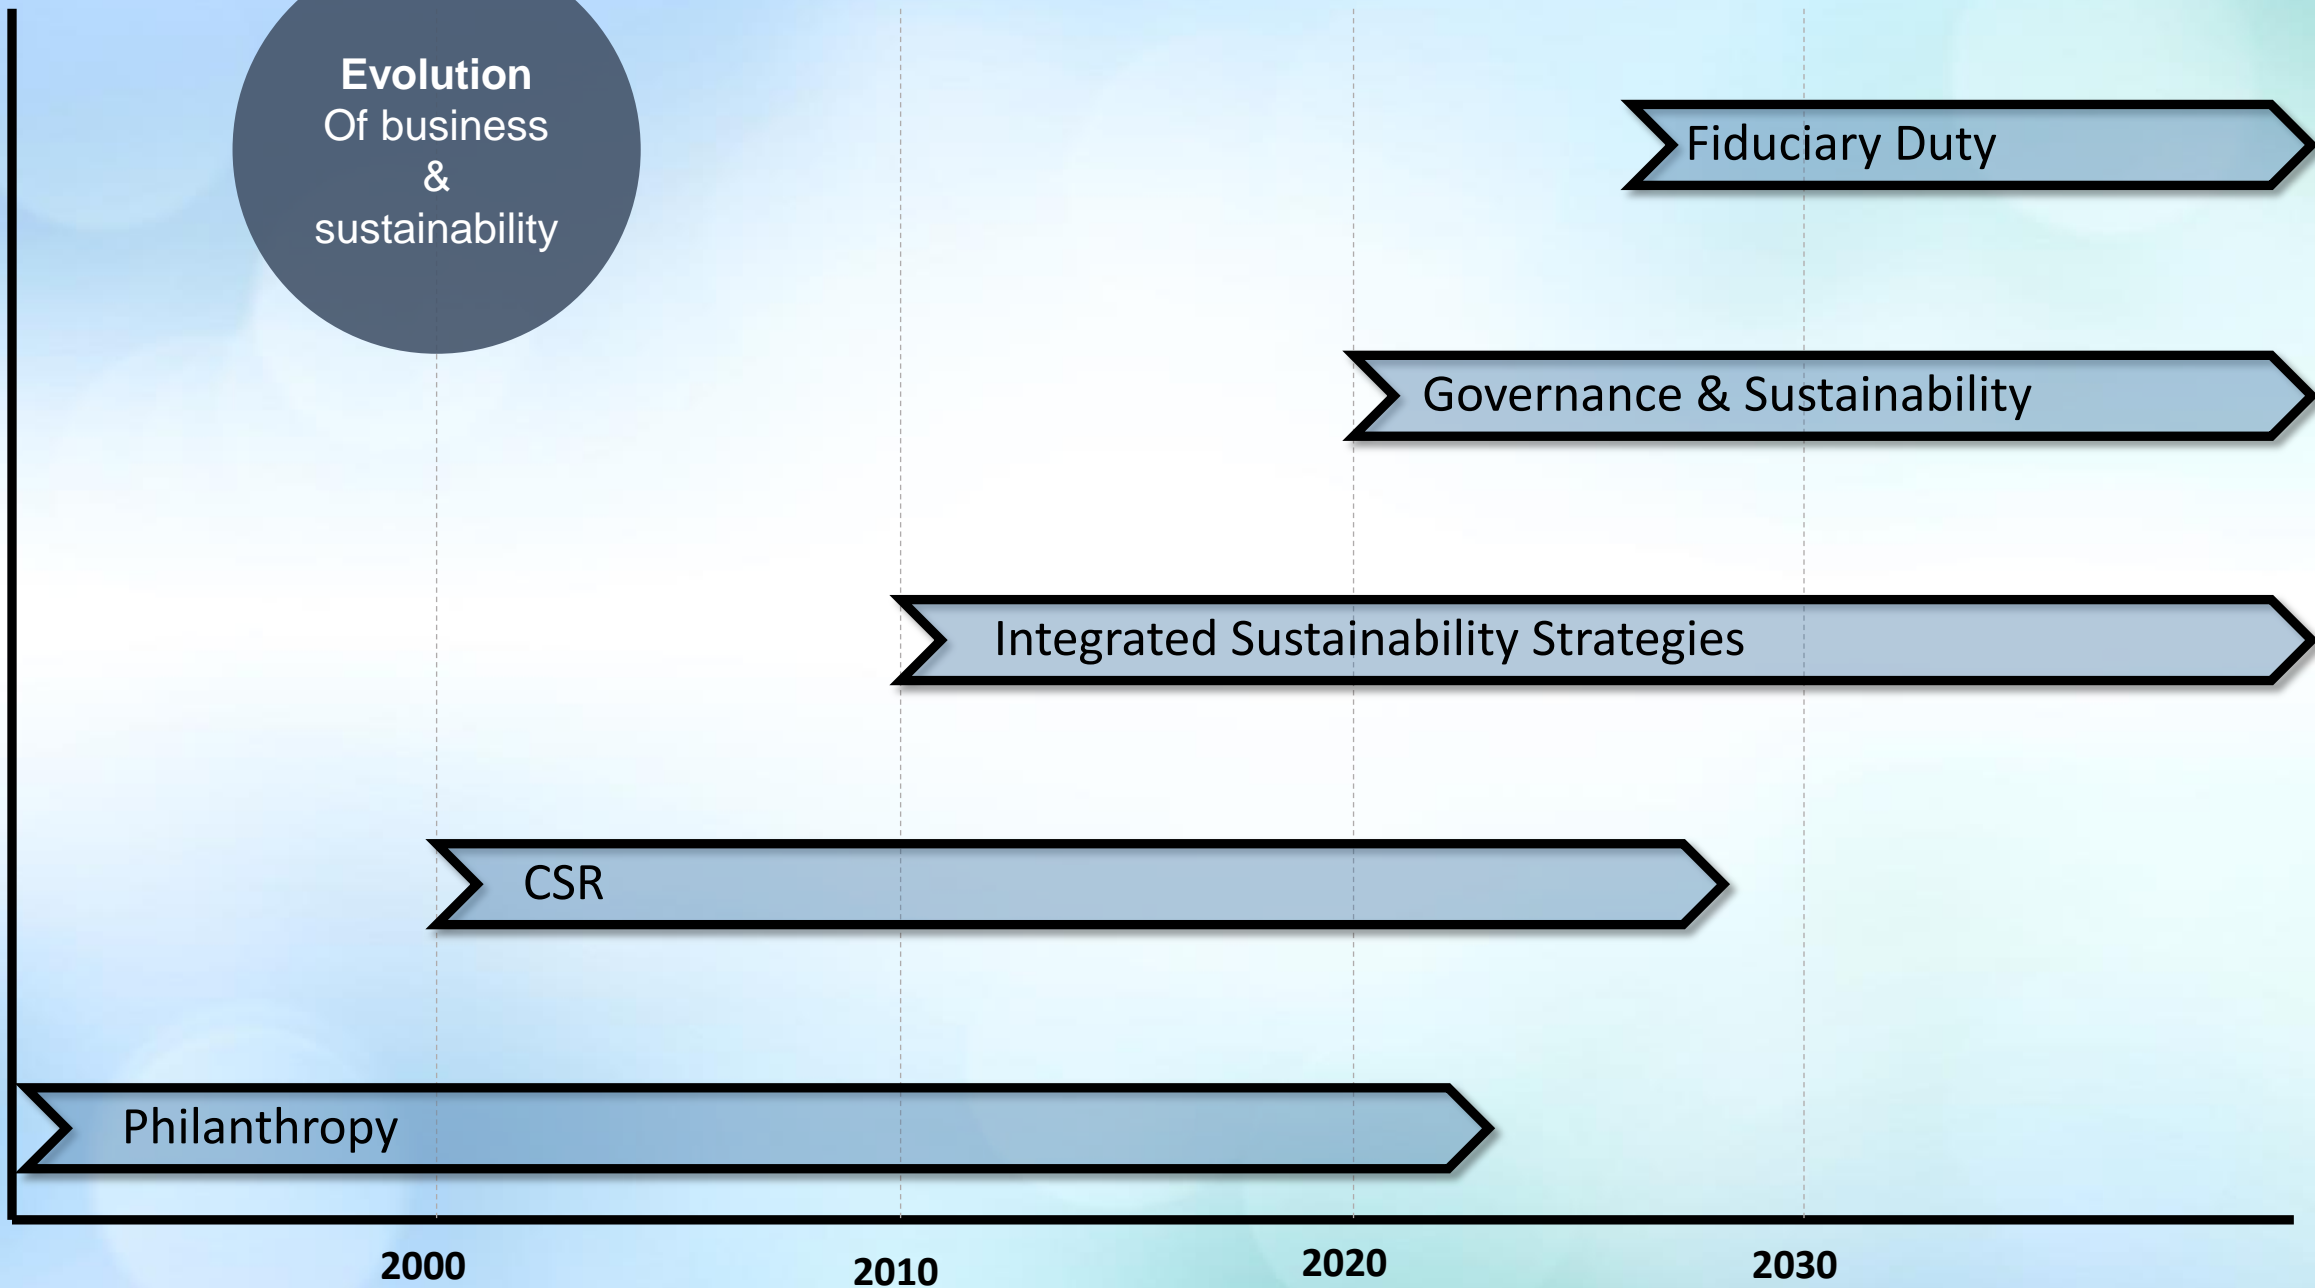 Evolution
Of business
&
sustainability
Fiduciary Duty
Governance & Sustainability
Integrated Sustainability Strategies
CSR
Philanthropy
2000
2010
2020
2030